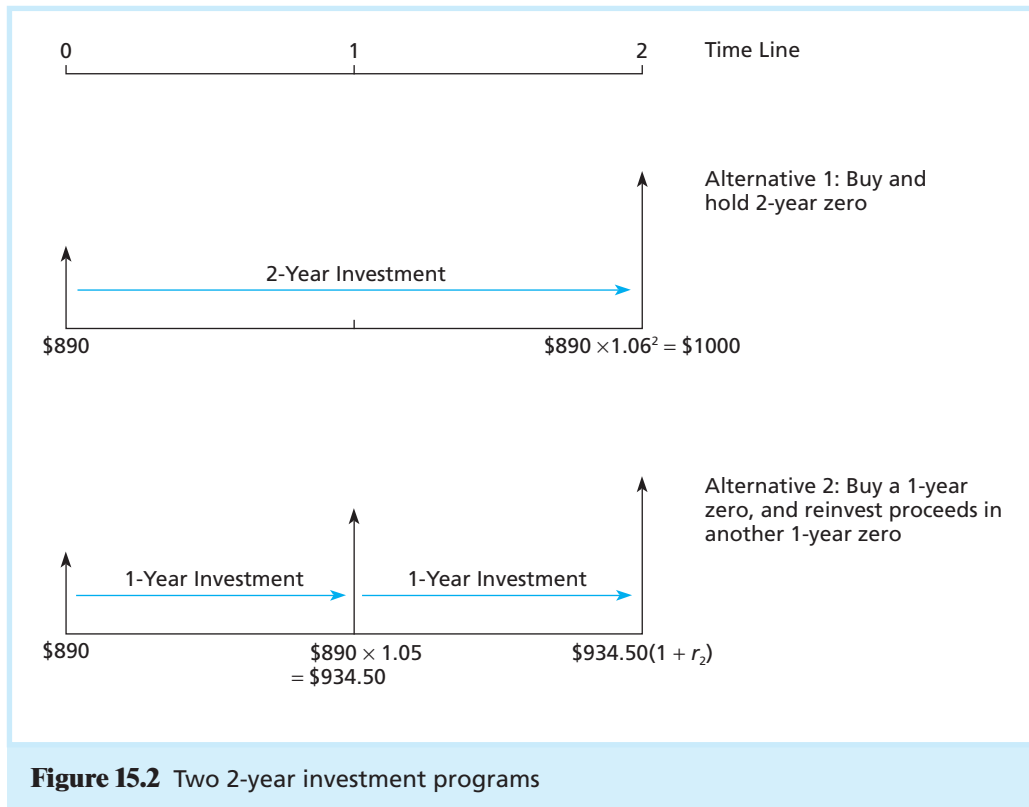 0 1 2 Time Line
Alternative 1: Buy and
hold 2-year zero
2-Year Investment
$890 $890 ×1.06² = $1000
Alternative 2: Buy a 1-year
zero, and reinvest proceeds in
another 1-year zero
1-Year Investment 1-Year Investment
$890 $890 × 1.05 $934.50(1 + r₂)
= $934.50
Figure 15.2 Two 2-year investment programs